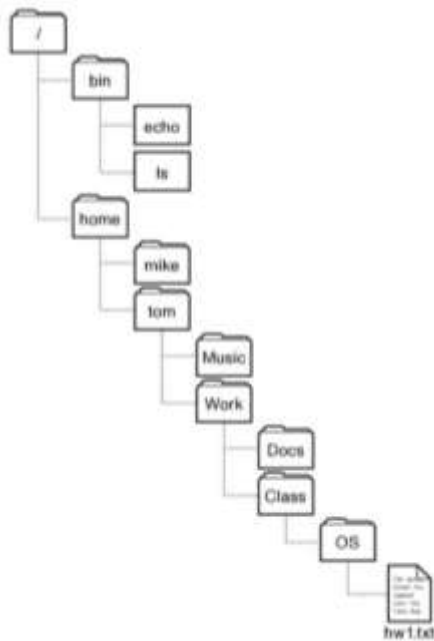 /
bin
echo
ls
home
mike
tom
Music
Work
Docs
Class
OS
hw1.txt